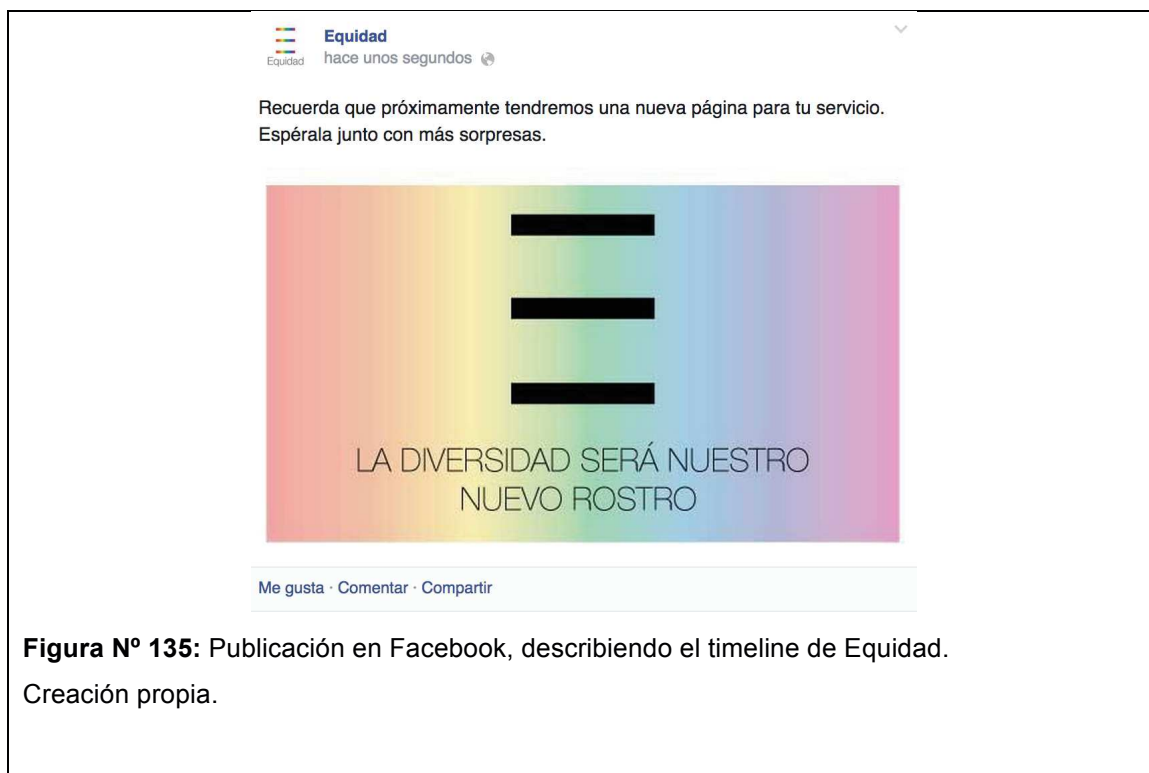 Equidad
Equidad
hace unos segundos
Recuerda que próximamente tendremos una nueva página para tu servicio.
Espérala junto con más sorpresas.
LA DIVERSIDAD SERÁ NUESTRO
NUEVO ROSTRO
Me gusta · Comentar · Compartir
Figura Nº 135: Publicación en Facebook, describiendo el timeline de Equidad.
Creación propia.